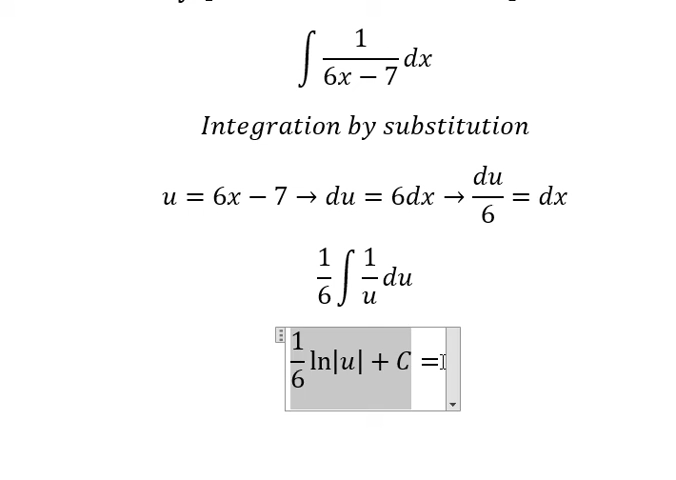 ∫ 1/(6x − 7) dx
Integration by substitution
u = 6x − 7 → du = 6dx → du/6 = dx
1/6 ∫ 1/u du
1/6 ln|u| + C =